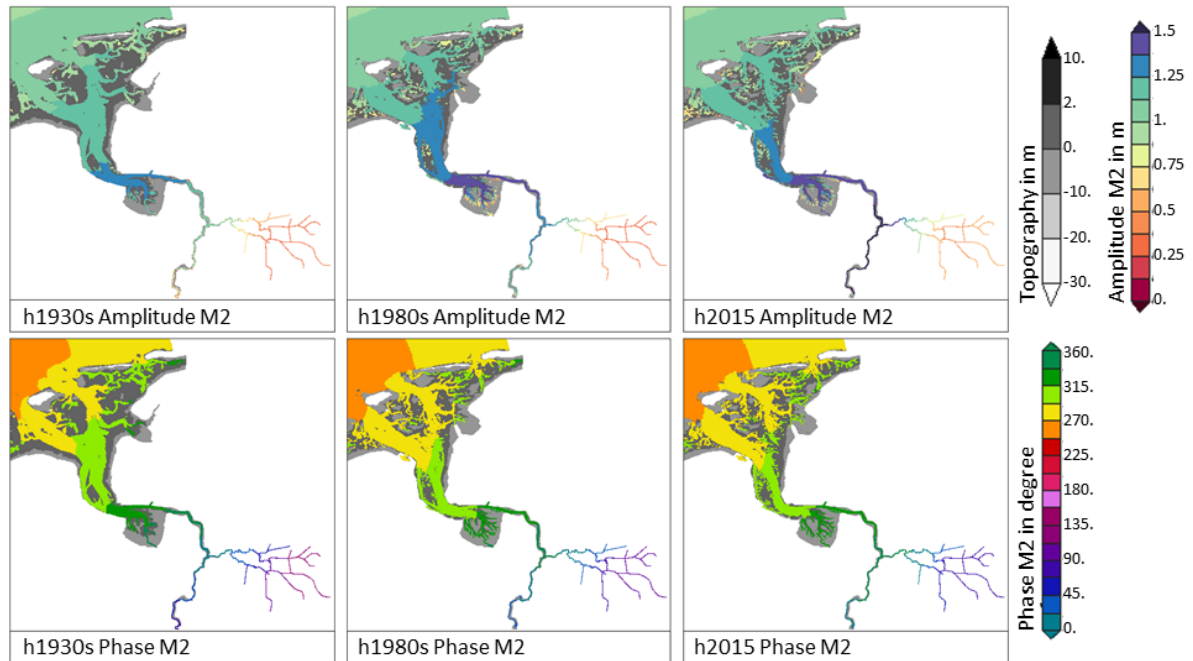 h1930s Amplitude M2
h1980s Amplitude M2
h2015 Amplitude M2
Topography in m
10.
2.
0.
-10.
-20.
-30.
Amplitude M2 in m
1.5
1.25
1.
0.75
0.5
0.25
0.
h1930s Phase M2
h1980s Phase M2
h2015 Phase M2
Phase M2 in degree
360.
315.
270.
225.
180.
135.
90.
45.
0.